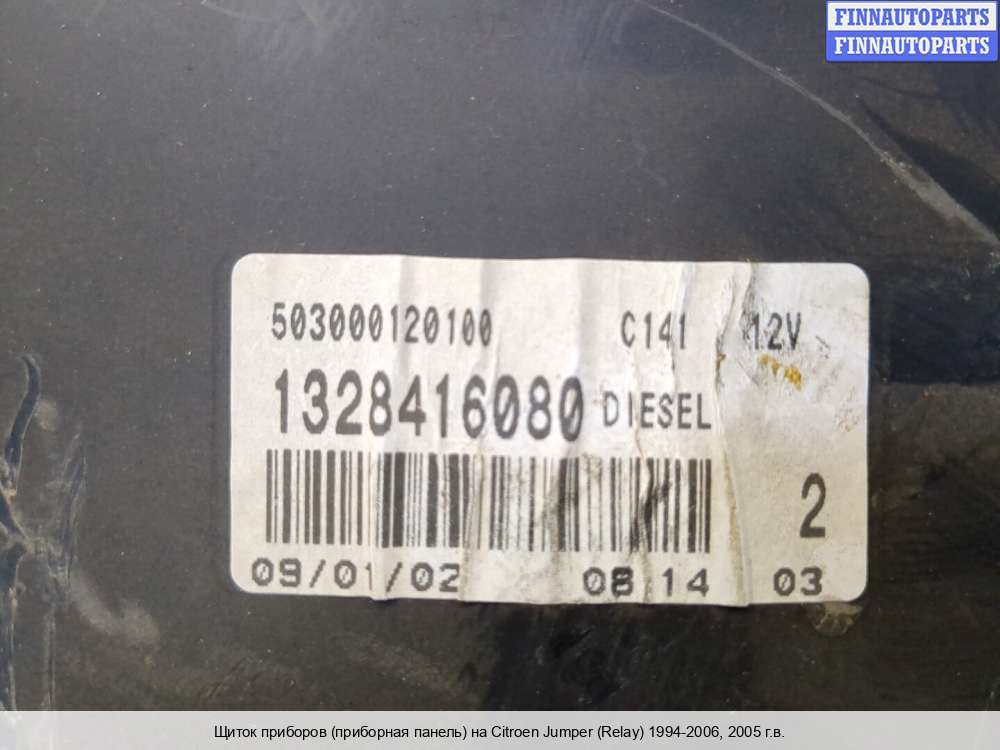 FINNAUTOPARTS
FINNAUTOPARTS
503000120100 C141 12V
1328416080 DIESEL
2
09/01/02 08 14 03
Щиток приборов (приборная панель) на Citroen Jumper (Relay) 1994-2006, 2005 г.в.